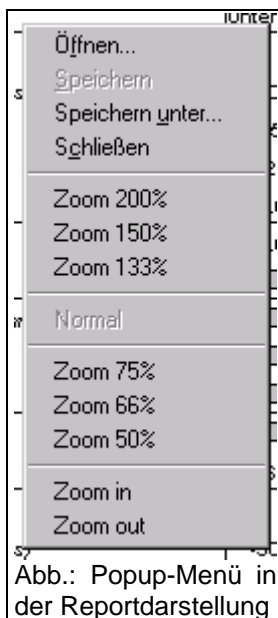 Öffnen...
Speichern
Speichern unter...
Schließen
Zoom 200%
Zoom 150%
Zoom 133%
Normal
Zoom 75%
Zoom 66%
Zoom 50%
Zoom in
Zoom out
Abb.: Popup-Menü in
der Reportdarstellung